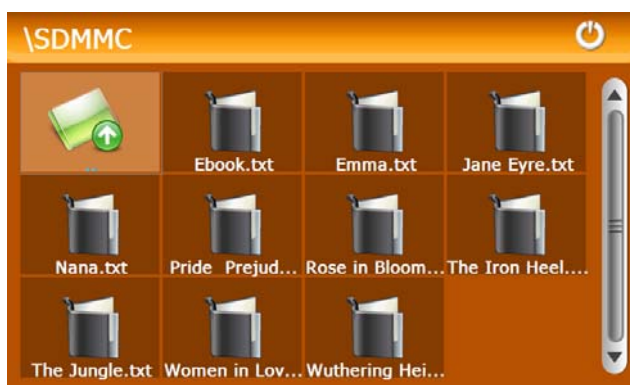 \SDMMC
..
Ebook.txt
Emma.txt
Jane Eyre.txt
Nana.txt
Pride Prejud...
Rose in Bloom...
The Iron Heel....
The Jungle.txt
Women in Lov...
Wuthering Hei...